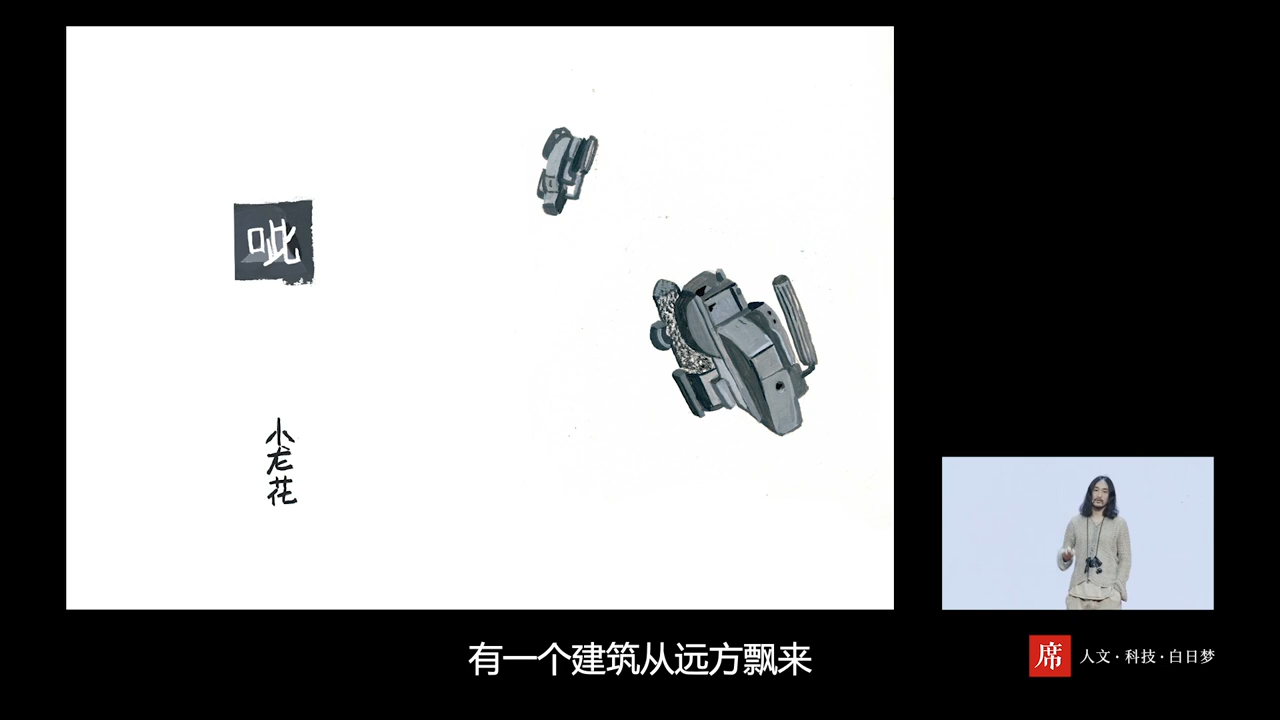 呲
小龙花
有一个建筑从远方飘来
席 人文·科技·白日梦